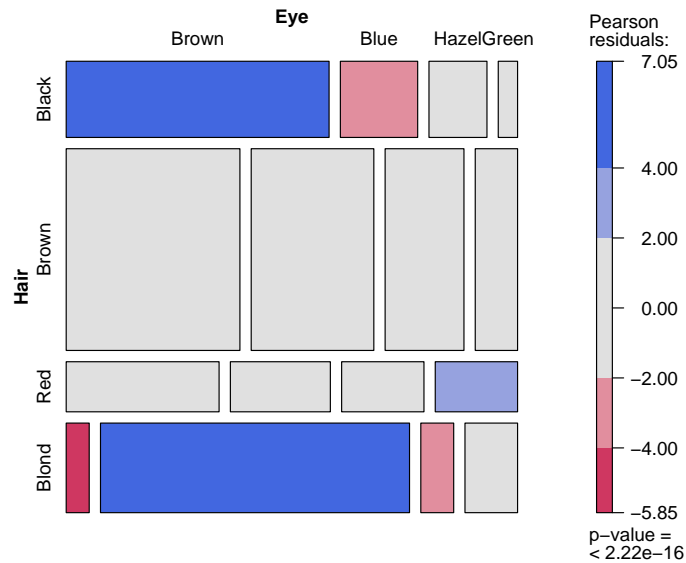 Eye
Brown Blue HazelGreen
Hair
Black
Brown
Red
Blond
Pearson
residuals:
7.05
4.00
2.00
0.00
−2.00
−4.00
−5.85
p−value =
< 2.22e−16